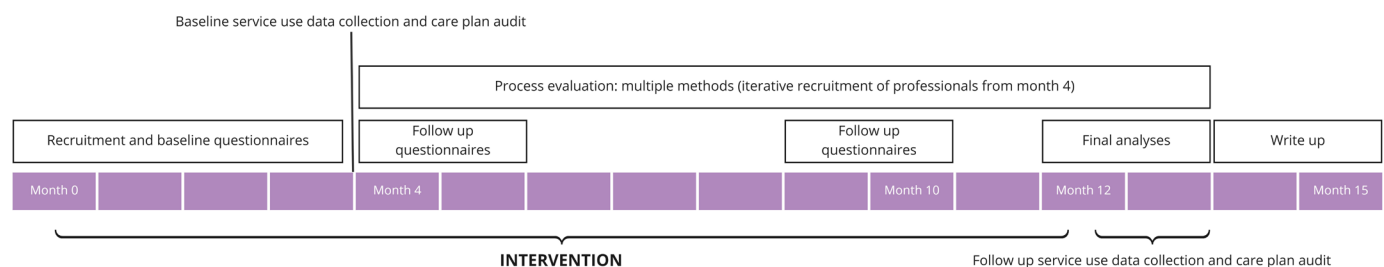 Baseline service use data collection and care plan audit
Process evaluation: multiple methods (iterative recruitment of professionals from month 4)
Recruitment and baseline questionnaires
Follow up
questionnaires
Follow up
questionnaires
Final analyses
Write up
Month 0
Month 4
Month 10
Month 12
Month 15
INTERVENTION
Follow up service use data collection and care plan audit